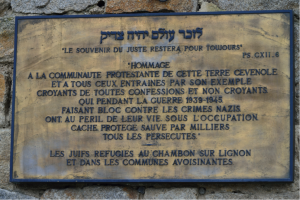 לזכר עולם יהיה צדיק
"LE SOUVENIR DU JUSTE RESTERA POUR TOUJOURS"
PS. CXII.6
"HOMMAGE
A LA COMMUNAUTE PROTESTANTE DE CETTE TERRE CEVENOLE
ET A TOUS CEUX ENTRAINES PAR SON EXEMPLE
CROYANTS DE TOUTES CONFESSIONS ET NON CROYANTS
QUI PENDANT LA GUERRE 1939-1945
FAISANT BLOC CONTRE LES CRIMES NAZIS
ONT AU PERIL DE LEUR VIE SOUS L'OCCUPATION
CACHE, PROTEGE SAUVE PAR MILLIERS
TOUS LES PERSECUTES"
LES JUIFS REFUGIES AU CHAMBON SUR LIGNON
ET DANS LES COMMUNES AVOISINANTES